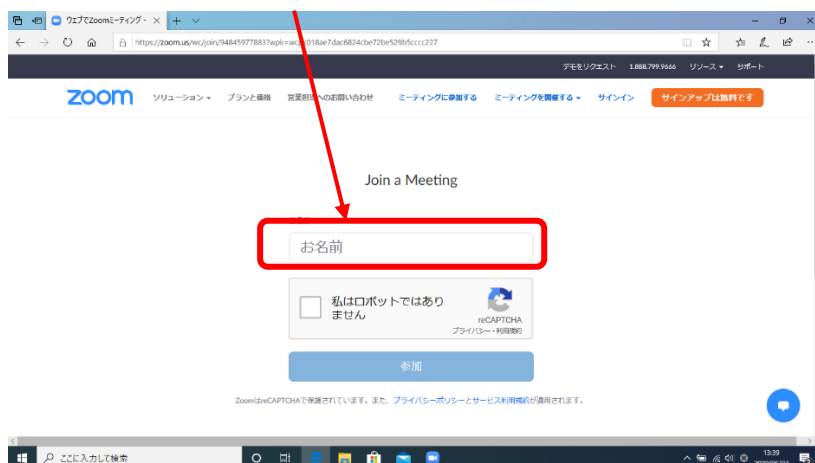 ウェブでZoomミーティング -
https://zoom.us/wc/join/94845977883?wpk=
デモをリクエスト 1.888.799.9666 リソース サポート
zoom ソリューション プランと価格 ミーティングに参加する ミーティングを開催する サインイン サインアップは無料です
Join a Meeting
お名前
私はロボットではあり
ません
reCAPTCHA
プライバシー - 利用規約
参加
ZoomはreCAPTCHAで保護されています。また、プライバシーポリシーとサービス利用規約が適用されます。
ここに入力して検索
13:39